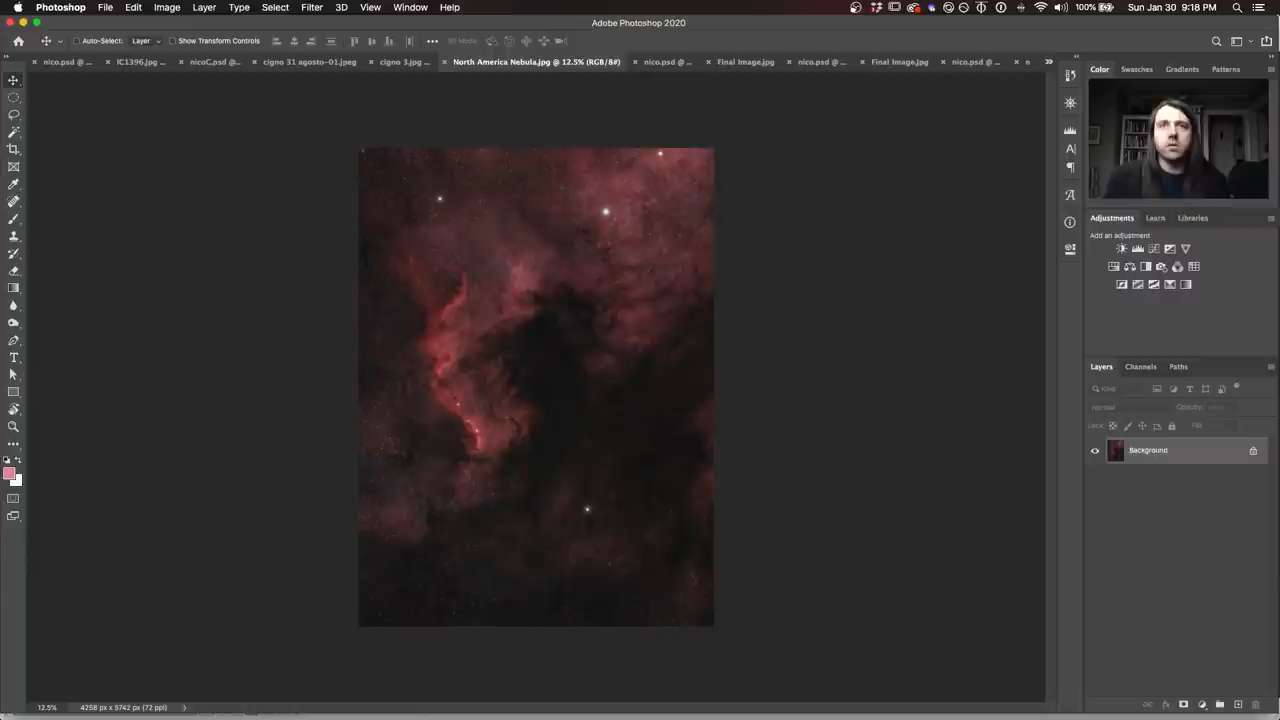 Photoshop File Edit Image Layer Type Select Filter 3D View Window Help 100% Sun Jan 30 9:18 PM
Adobe Photoshop 2020
Auto-Select: Layer Show Transform Controls 3D Mode:
nico.psd @ ... IC1396.jpg ... nicoC.psd @... cigno 31 agosto-01.jpeg cigno 3.jpg ... North America Nebula.jpg @ 12.5% (RGB/8#) nico.psd @ ... Final Image.jpg nico.psd @ ... Final Image.jpg nico.psd @ ... n
Color Swatches Gradients Patterns
Adjustments Learn Libraries
Add an adjustment
Layers Channels Paths
Kind
Normal Opacity:
Lock: Fill:
Background
12.5% 4258 px x 5742 px (72 ppi)